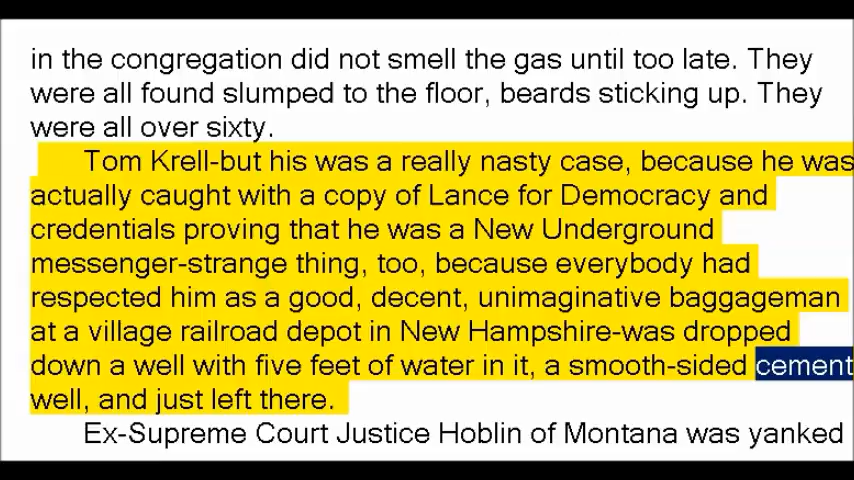 in the congregation did not smell the gas until too late. They
were all found slumped to the floor, beards sticking up. They
were all over sixty.
Tom Krell-but his was a really nasty case, because he was
actually caught with a copy of Lance for Democracy and
credentials proving that he was a New Underground
messenger-strange thing, too, because everybody had
respected him as a good, decent, unimaginative baggageman
at a village railroad depot in New Hampshire-was dropped
down a well with five feet of water in it, a smooth-sided cement
well, and just left there.
Ex-Supreme Court Justice Hoblin of Montana was yanked